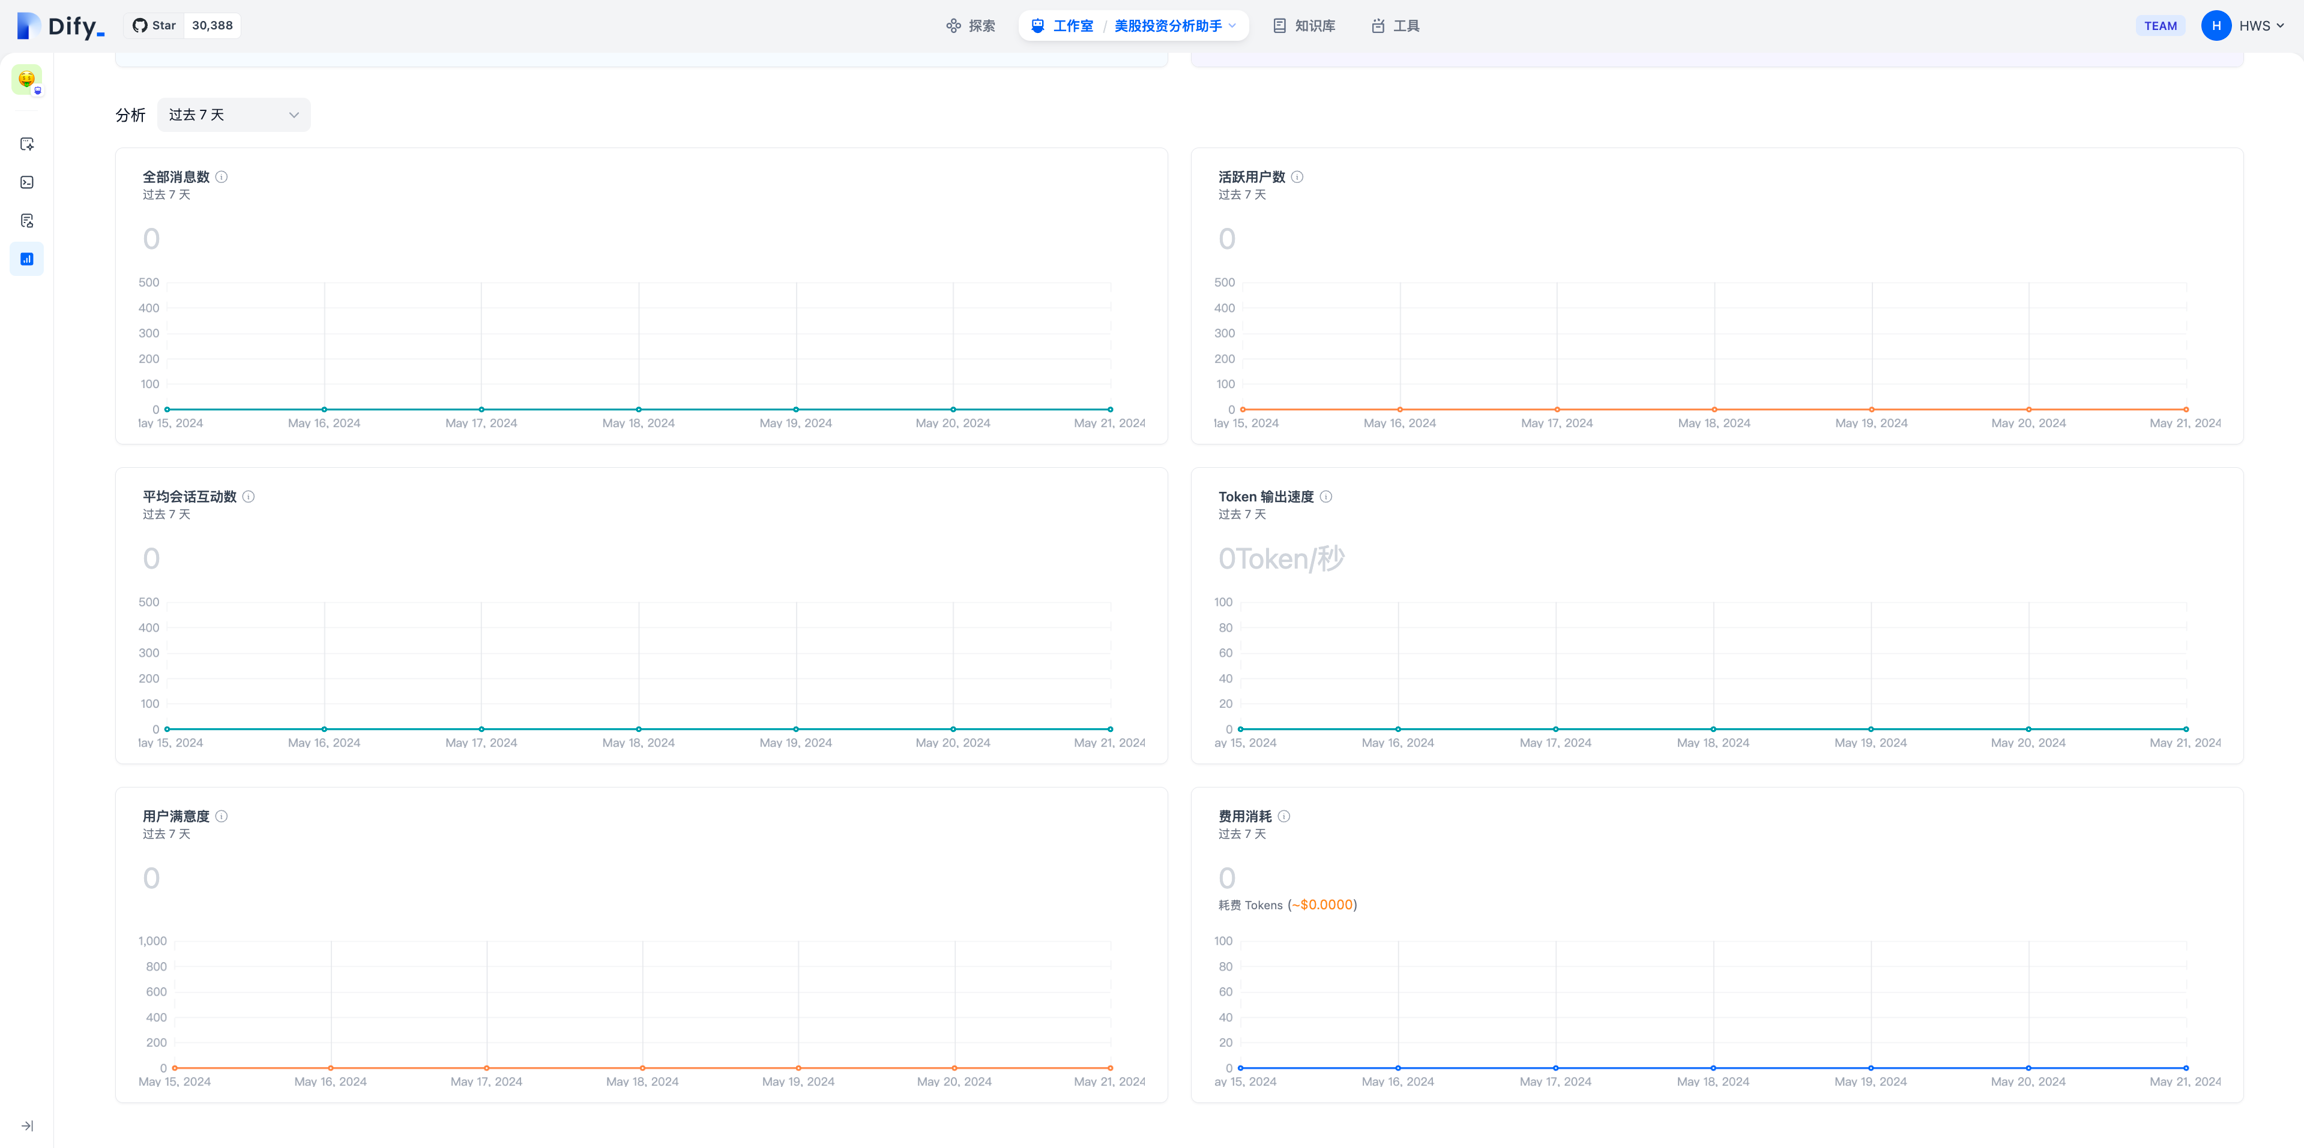 Dify_
Star 30,388
探索
工作室 / 美股投资分析助手
知识库
工具
TEAM
H HWS
分析 过去 7 天
全部消息数
过去 7 天
0
500
400
300
200
100
0
lay 15, 2024 May 16, 2024 May 17, 2024 May 18, 2024 May 19, 2024 May 20, 2024 May 21, 2024
活跃用户数
过去 7 天
0
500
400
300
200
100
0
lay 15, 2024 May 16, 2024 May 17, 2024 May 18, 2024 May 19, 2024 May 20, 2024 May 21, 2024
平均会话互动数
过去 7 天
0
500
400
300
200
100
0
lay 15, 2024 May 16, 2024 May 17, 2024 May 18, 2024 May 19, 2024 May 20, 2024 May 21, 2024
Token 输出速度
过去 7 天
0Token/秒
100
80
60
40
20
0
ay 15, 2024 May 16, 2024 May 17, 2024 May 18, 2024 May 19, 2024 May 20, 2024 May 21, 2024
用户满意度
过去 7 天
0
1,000
800
600
400
200
0
May 15, 2024 May 16, 2024 May 17, 2024 May 18, 2024 May 19, 2024 May 20, 2024 May 21, 2024
费用消耗
过去 7 天
0
耗费 Tokens (~$0.0000)
100
80
60
40
20
0
ay 15, 2024 May 16, 2024 May 17, 2024 May 18, 2024 May 19, 2024 May 20, 2024 May 21, 2024